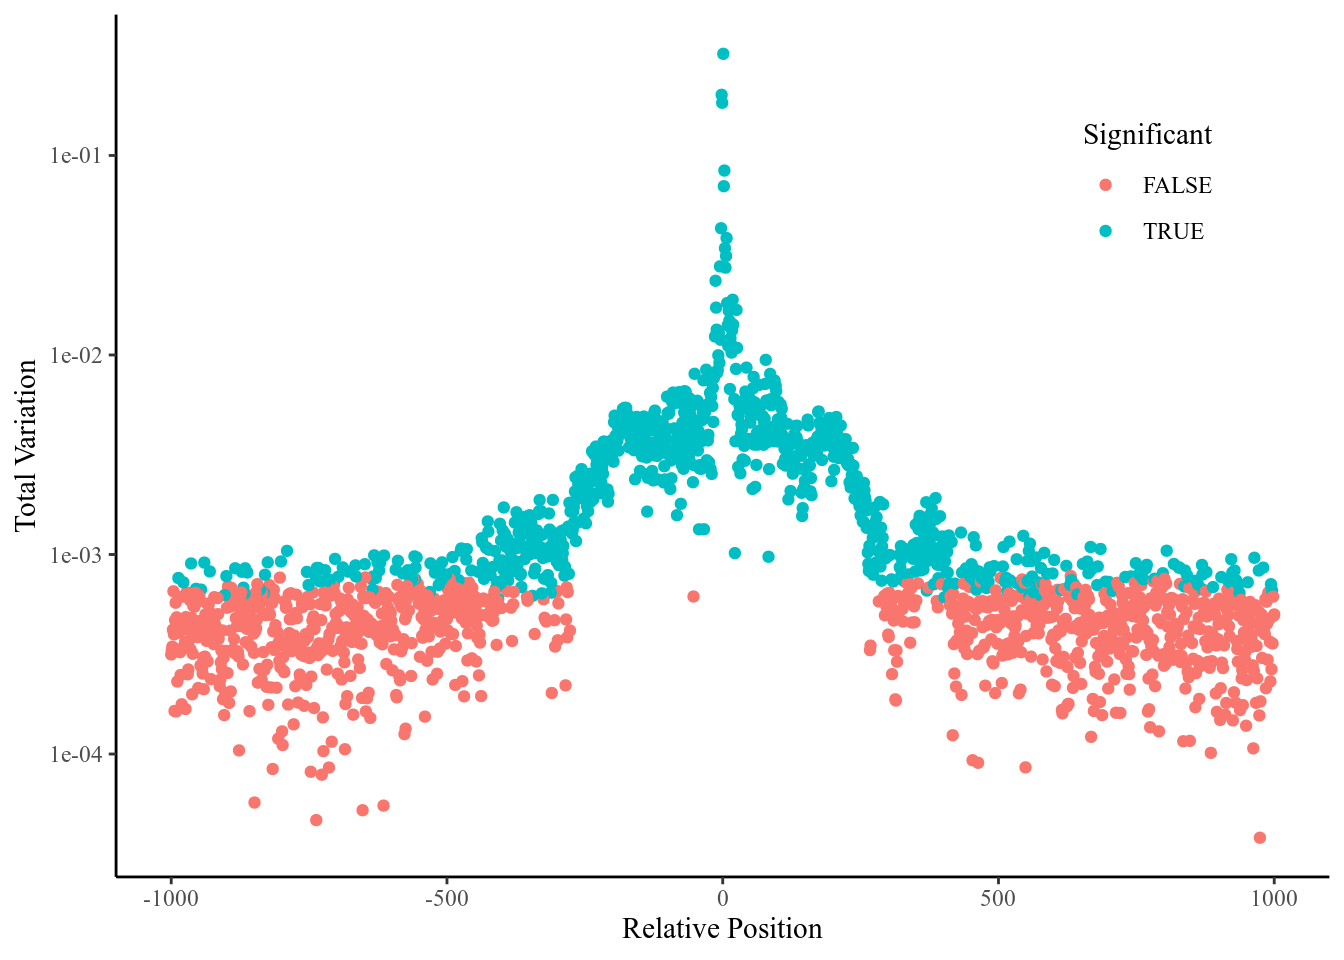 Significant
FALSE
TRUE
Total Variation
1e-01
1e-02
1e-03
1e-04
-1000
-500
0
500
1000
Relative Position